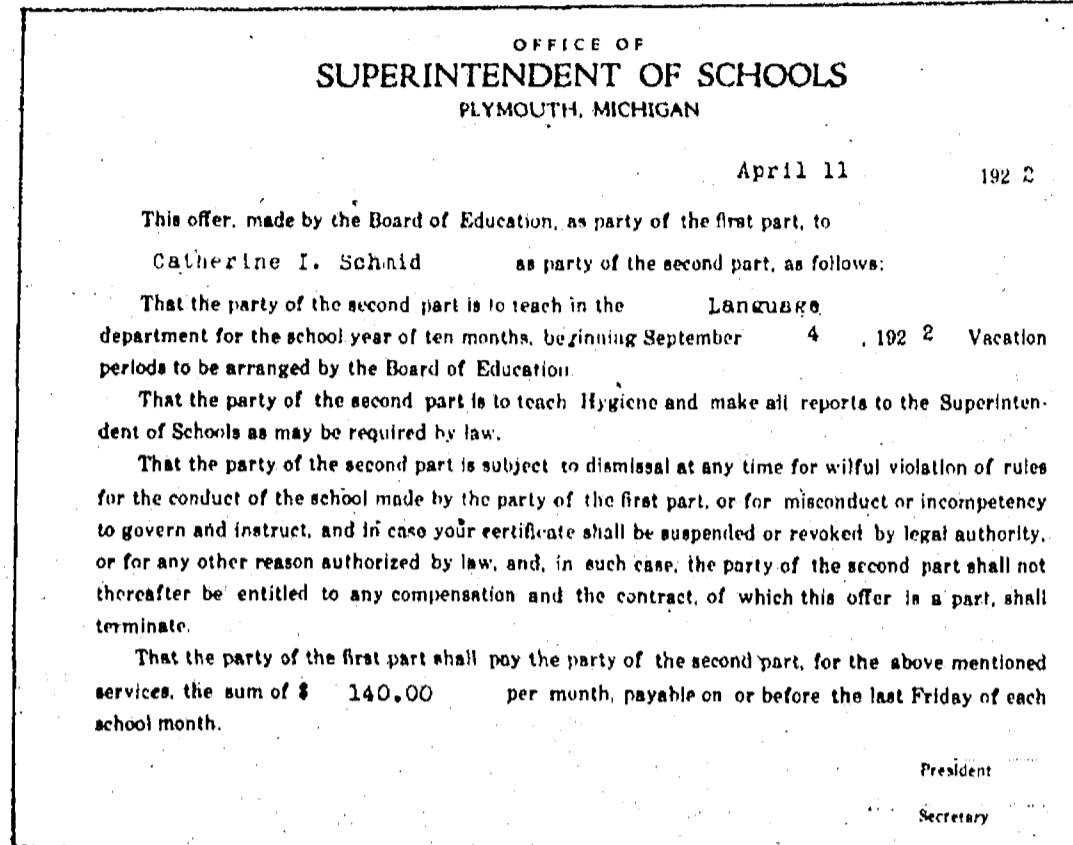 OFFICE OF
SUPERINTENDENT OF SCHOOLS
PLYMOUTH, MICHIGAN
April 11 192 2
This offer, made by the Board of Education, as party of the first part, to
Catherine I. Schmid as party of the second part, as follows:
That the party of the second part is to teach in the Language
department for the school year of ten months, beginning September 4 , 192 2 Vacation
periods to be arranged by the Board of Education
That the party of the second part is to teach Hygiene and make all reports to the Superinten-
dent of Schools as may be required by law.
That the party of the second part is subject to dismissal at any time for wilful violation of rules
for the conduct of the school made by the party of the first part, or for misconduct or incompetency
to govern and instruct, and in case your certificate shall be suspended or revoked by legal authority,
or for any other reason authorized by law, and, in such case, the party of the second part shall not
thereafter be entitled to any compensation and the contract, of which this offer is a part, shall
terminate.
That the party of the first part shall pay the party of the second part, for the above mentioned
services, the sum of $ 140.00 per month, payable on or before the last Friday of each
school month.
President
Secretary